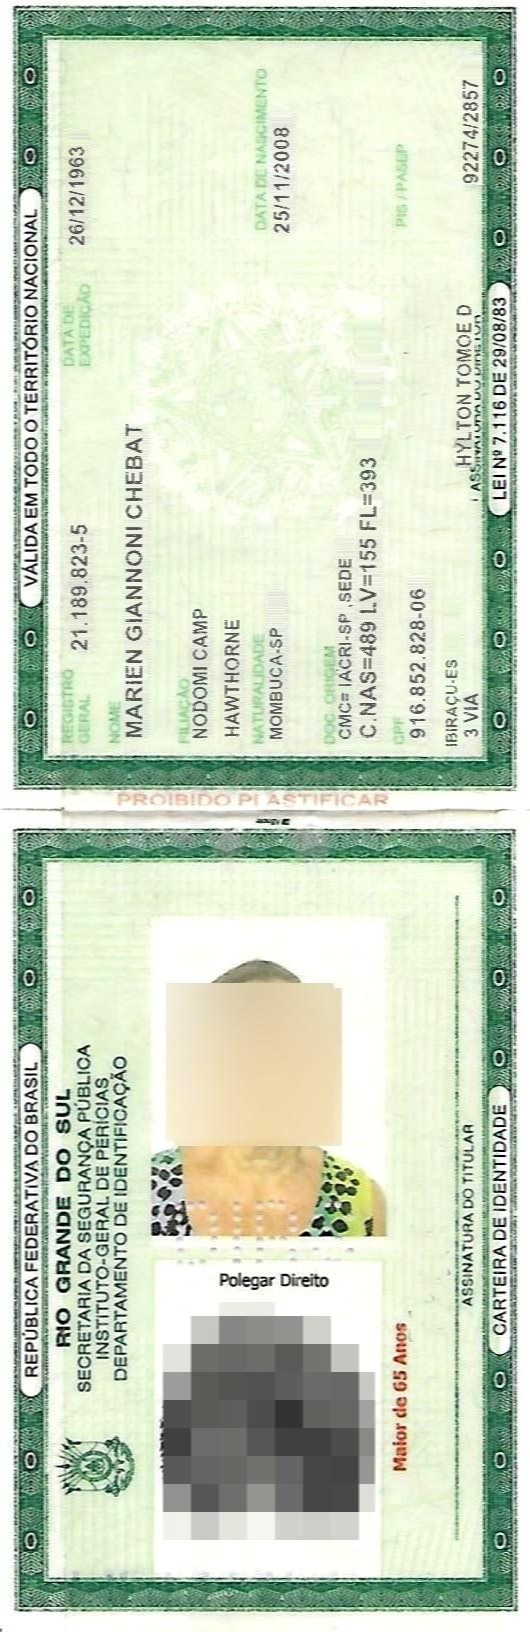 VÁLIDA EM TODO O TERRITÓRIO NACIONAL
REGISTRO GERAL 21.189.823-5 DATA DE EXPEDIÇÃO 26/12/1963
NOME
MARIEN GIANNONI CHEBAT
FILIAÇÃO
NODOMI CAMP
HAWTHORNE
NATURALIDADE DATA DE NASCIMENTO
MOMBUCA-SP 25/11/2008
DOC. ORIGEM
CMC= IACRI-SP ,SEDE
C.NAS=489 LV=155 FL=393
CPF PIS / PASEP
916.852.828-06
IBIRAÇU-ES
3 VIA HYLTON TOMOE D 92274/2857
ASSINATURA DO DIRETOR
LEI Nº 7.116 DE 29/08/83
PROIBIDO PLASTIFICAR
REPÚBLICA FEDERATIVA DO BRASIL
RIO GRANDE DO SUL
SECRETARIA DA SEGURANÇA PÚBLICA
INSTITUTO-GERAL DE PERÍCIAS
DEPARTAMENTO DE IDENTIFICAÇÃO
Polegar Direito
Maior de 65 Anos
ASSINATURA DO TITULAR
CARTEIRA DE IDENTIDADE